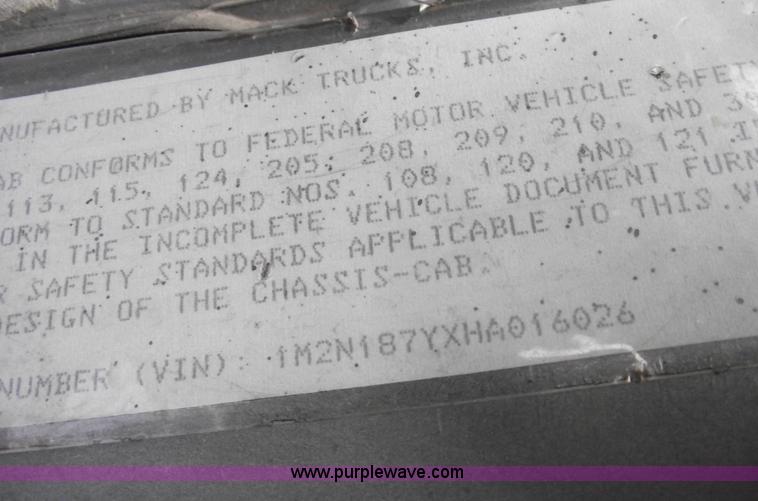 NUFACTURED BY MACK TRUCKS, INC.
AB CONFORMS TO FEDERAL MOTOR VEHICLE SAFETY
113, 115, 124, 205, 208, 209, 210, AND
ORM TO STANDARD NOS. 108, 120, AND 121
IN THE INCOMPLETE VEHICLE DOCUMENT FURN
R SAFETY STANDARDS APPLICABLE TO THIS VE
DESIGN OF THE CHASSIS-CAB.
NUMBER (VIN): 1M2N187YXHA016026
www.purplewave.com